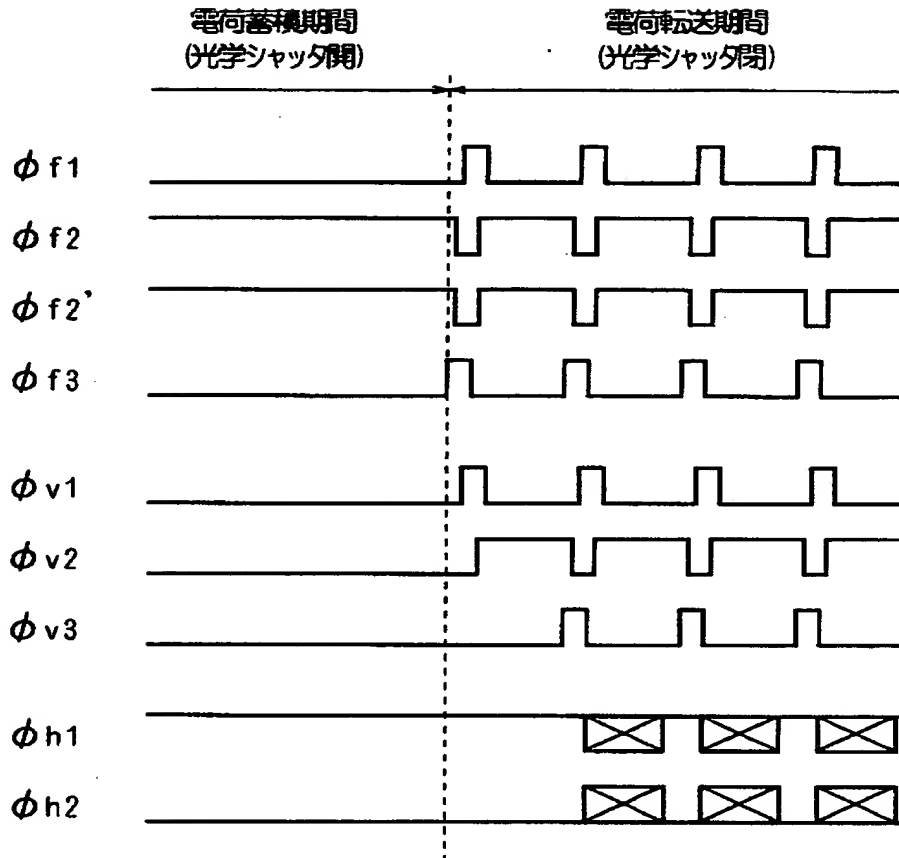 電荷蓄積期間
(光学シャッタ開)
電荷転送期間
(光学シャッタ閉)
ϕf1
ϕf2
ϕf2'
ϕf3
ϕv1
ϕv2
ϕv3
ϕh1
ϕh2